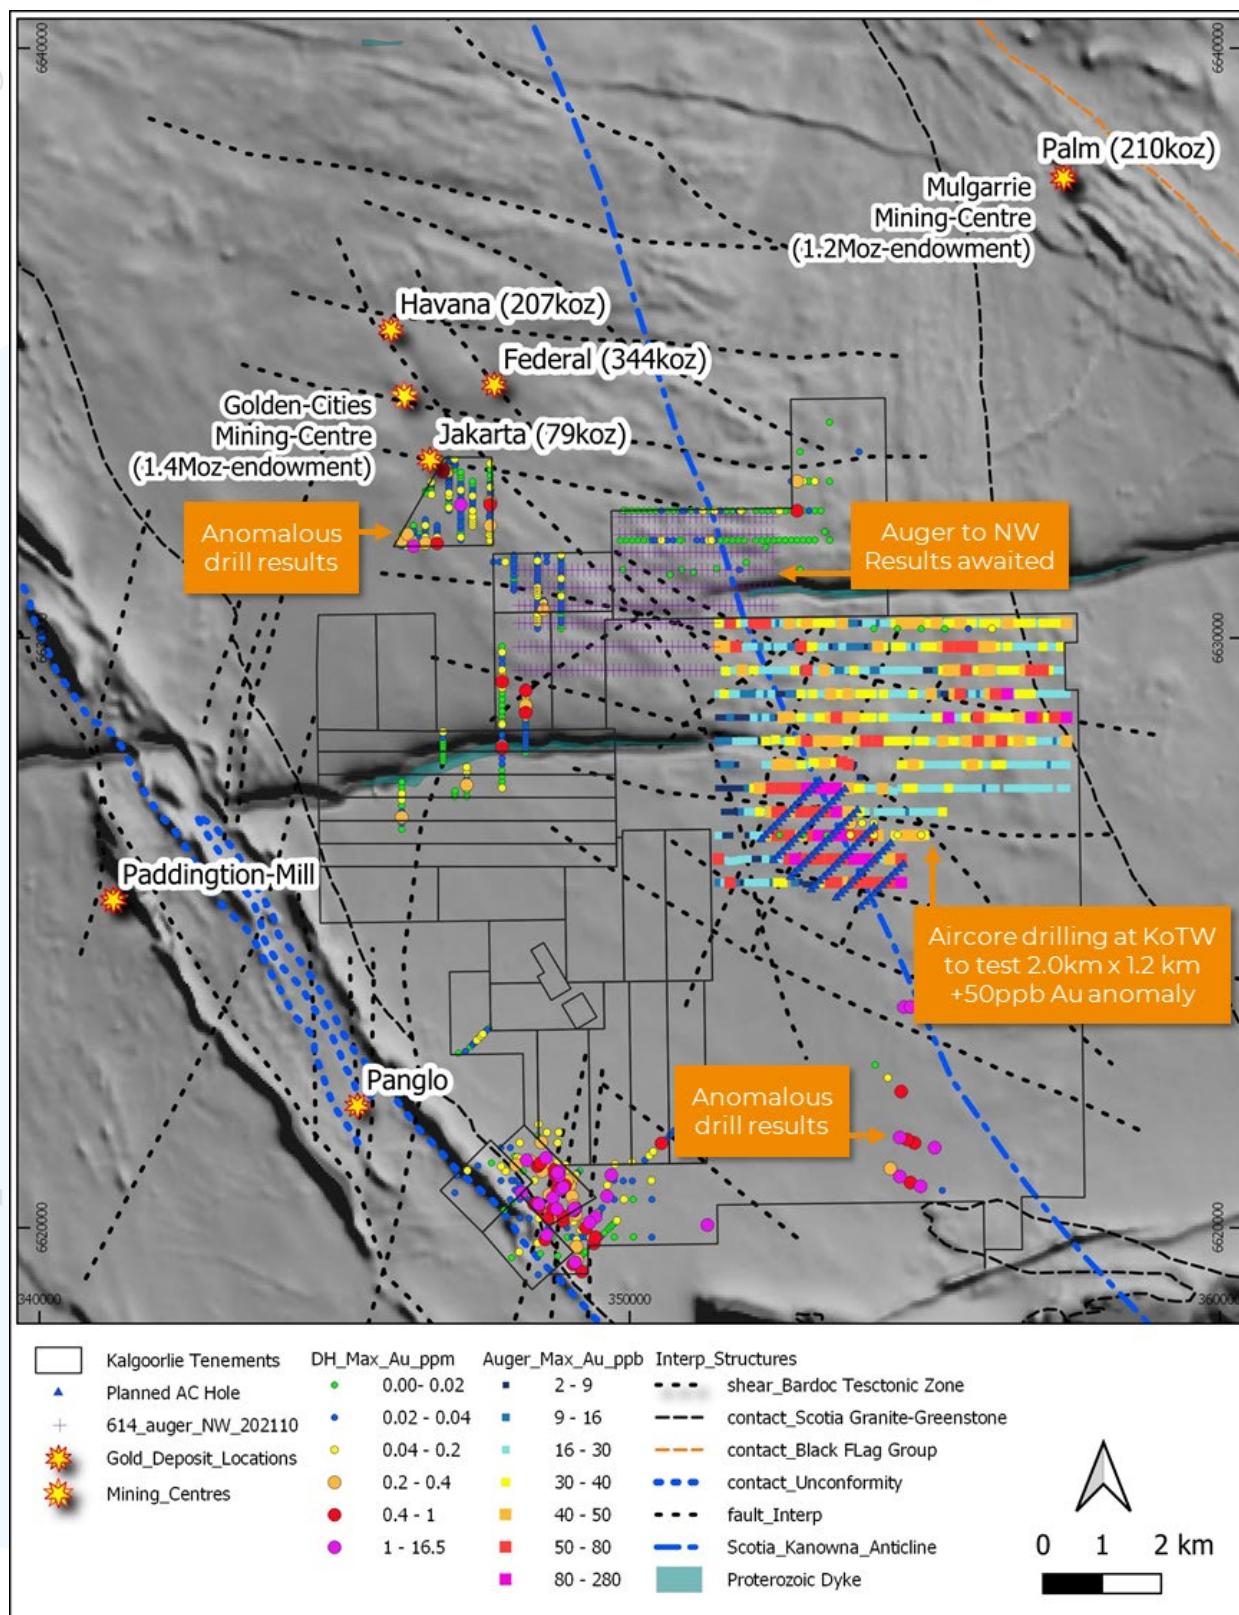 6640000
6640000
Palm (210koz)
Mulgarrie
Mining-Centre
(1.2Moz-endowment)
Havana (207koz)
Federal (344koz)
Golden-Cities
Mining-Centre
(1.4Moz-endowment)
Jakarta (79koz)
Anomalous
drill results
Auger to NW
Results awaited
6630000
6630000
Paddington-Mill
Aircore drilling at KoTW
to test 2.0km x 1.2 km
+50ppb Au anomaly
Panglo
Anomalous
drill results
6620000
6620000
340000
350000
360000
Kalgoorlie Tenements
Planned AC Hole
614_auger_NW_202110
Gold_Deposit_Locations
Mining_Centres
DH_Max_Au_ppm
0.00- 0.02
0.02 - 0.04
0.04 - 0.2
0.2 - 0.4
0.4 - 1
1 - 16.5
Auger_Max_Au_ppb
2 - 9
9 - 16
16 - 30
30 - 40
40 - 50
50 - 80
80 - 280
Interp_Structures
shear_Bardoc Tesctonic Zone
contact_Scotia Granite-Greenstone
contact_Black FLag Group
contact_Unconformity
fault_Interp
Scotia_Kanowna_Anticline
Proterozoic Dyke
0 1 2 km